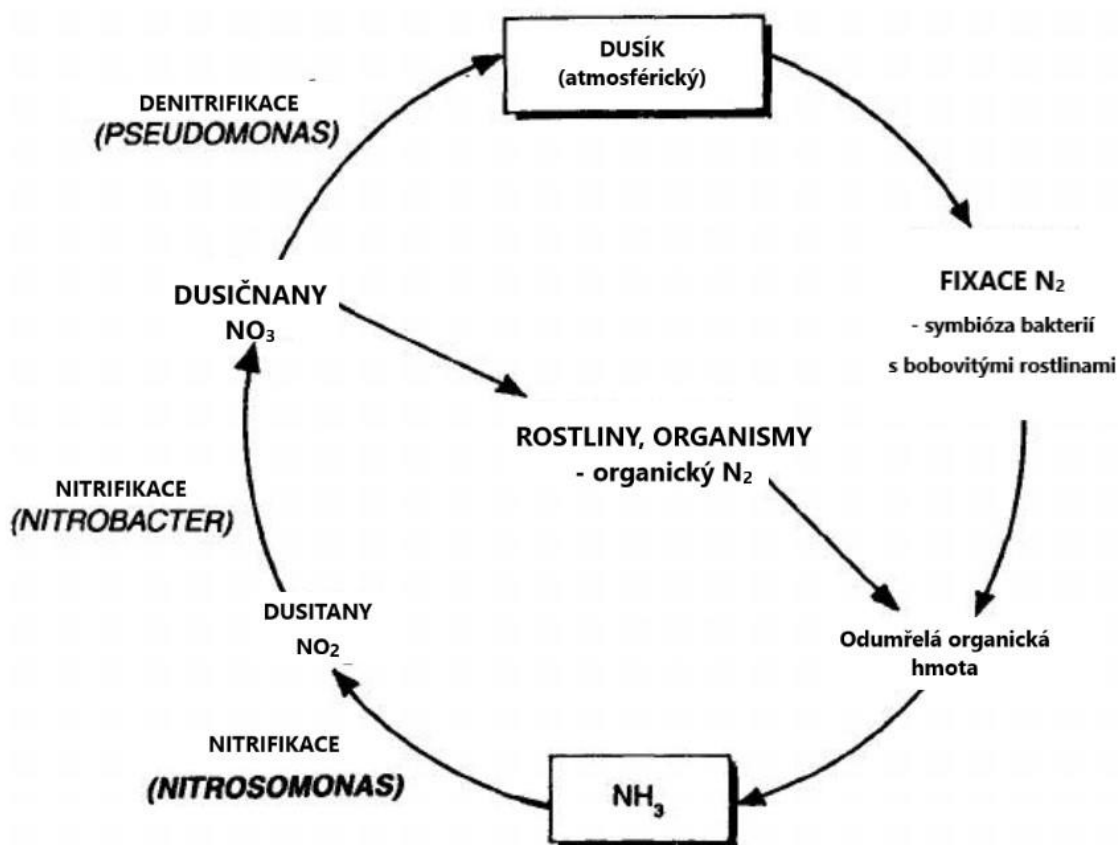 DUSÍK
(atmosférický)
DENITRIFIKACE
(PSEUDOMONAS)
DUSIČNANY
NO₃
FIXACE N₂
- symbióza bakterií
s bobovitými rostlinami
ROSTLINY, ORGANISMY
- organický N₂
NITRIFIKACE
(NITROBACTER)
DUSITANY
NO₂
Odumřelá organická
hmota
NITRIFIKACE
(NITROSOMONAS)
NH₃